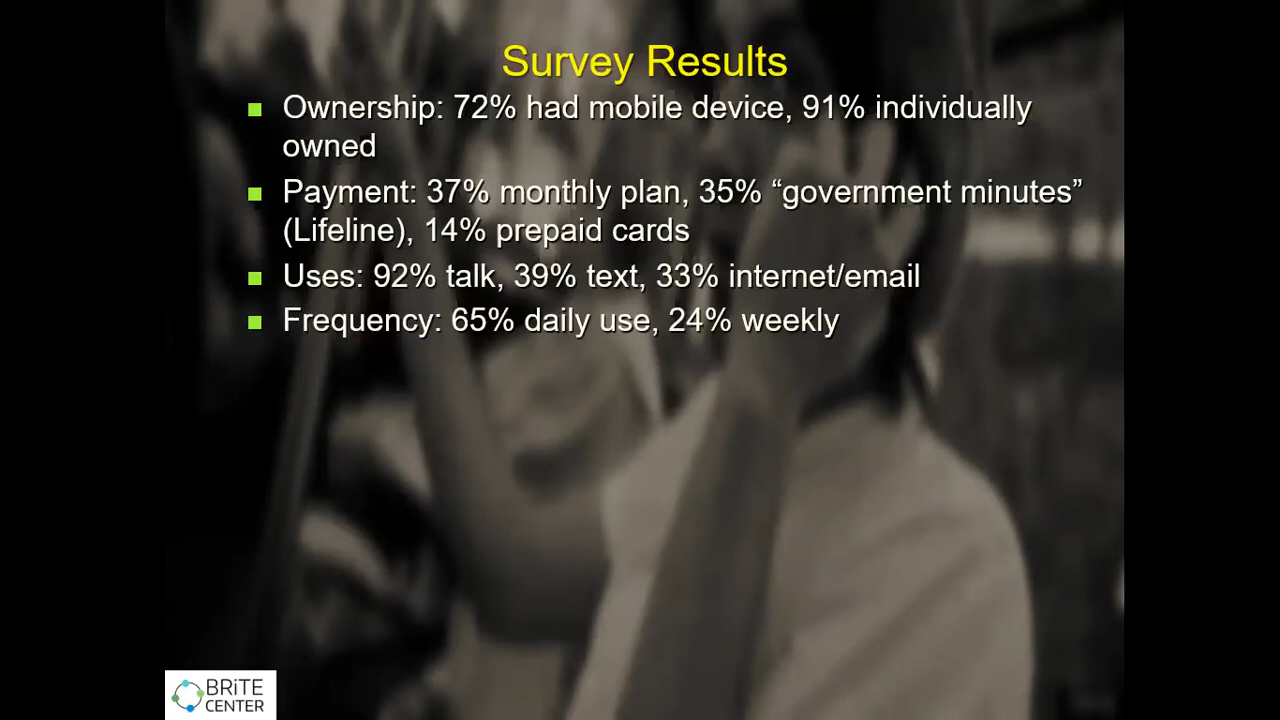 Survey Results
Ownership: 72% had mobile device, 91% individually
owned
Payment: 37% monthly plan, 35% “government minutes”
(Lifeline), 14% prepaid cards
Uses: 92% talk, 39% text, 33% internet/email
Frequency: 65% daily use, 24% weekly
BRiTE
CENTER